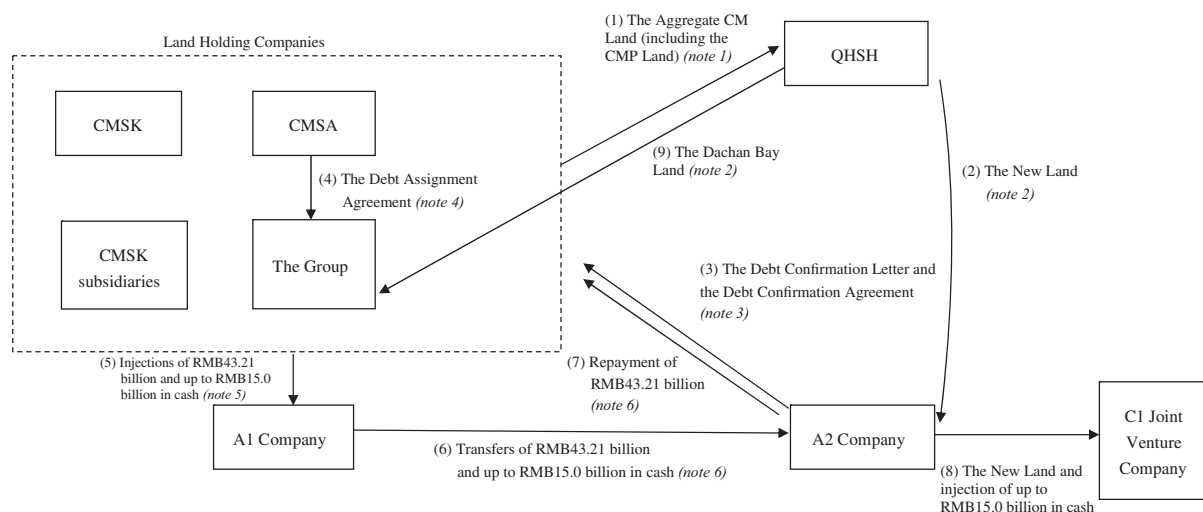 (1) The Aggregate CM
Land (including the
CMP Land) (note 1)
Land Holding Companies
QHSH
CMSK
CMSA
(9) The Dachan Bay
Land (note 2)
(2) The New Land
(note 2)
(4) The Debt Assignment
Agreement (note 4)
CMSK
subsidiaries
The Group
(3) The Debt Confirmation Letter and
the Debt Confirmation Agreement
(note 3)
(5) Injections of RMB43.21
billion and up to RMB15.0
billion in cash (note 5)
(7) Repayment of
RMB43.21 billion
(note 6)
A1 Company
(6) Transfers of RMB43.21 billion
and up to RMB15.0 billion in cash (note 6)
A2 Company
C1 Joint
Venture
Company
(8) The New Land and
injection of up to
RMB15.0 billion in cash